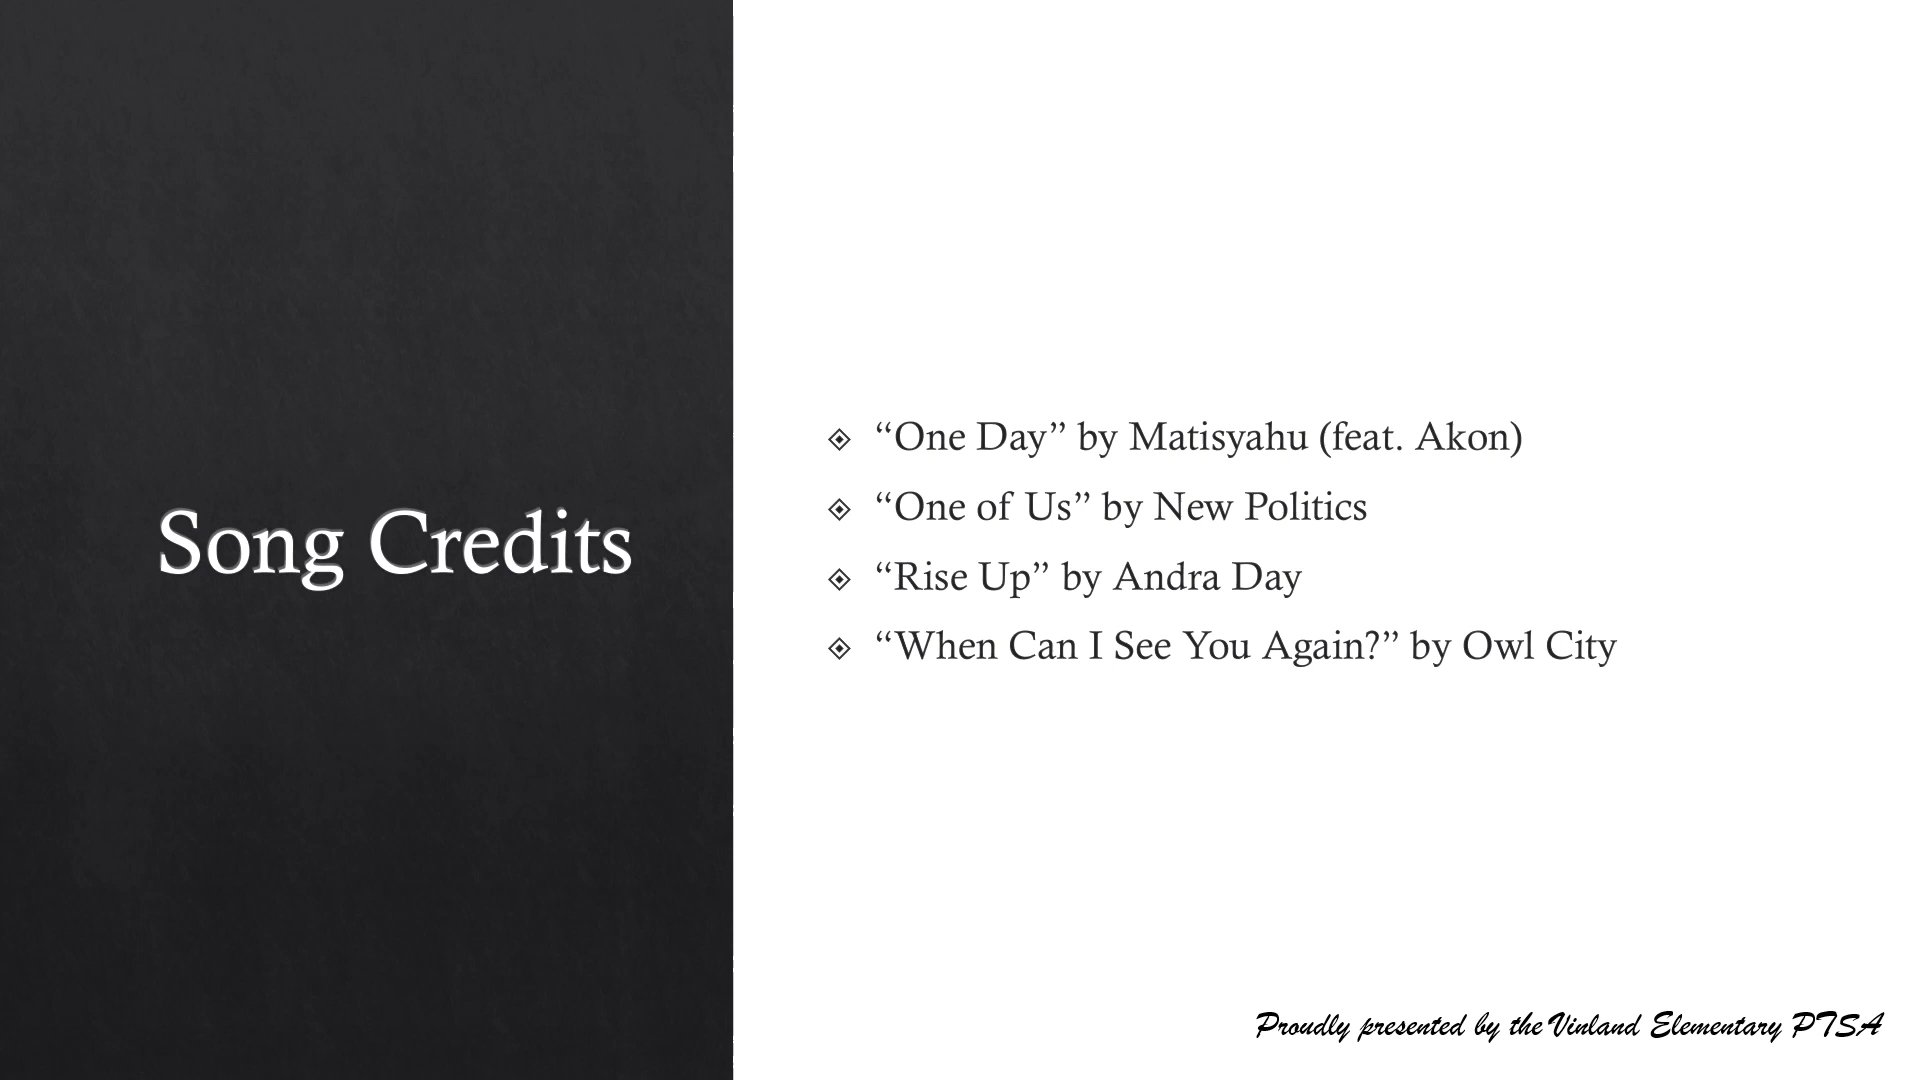 Song Credits
“One Day” by Matisyahu (feat. Akon)
“One of Us” by New Politics
“Rise Up” by Andra Day
“When Can I See You Again?” by Owl City
Proudly presented by the Vinland Elementary PTSA